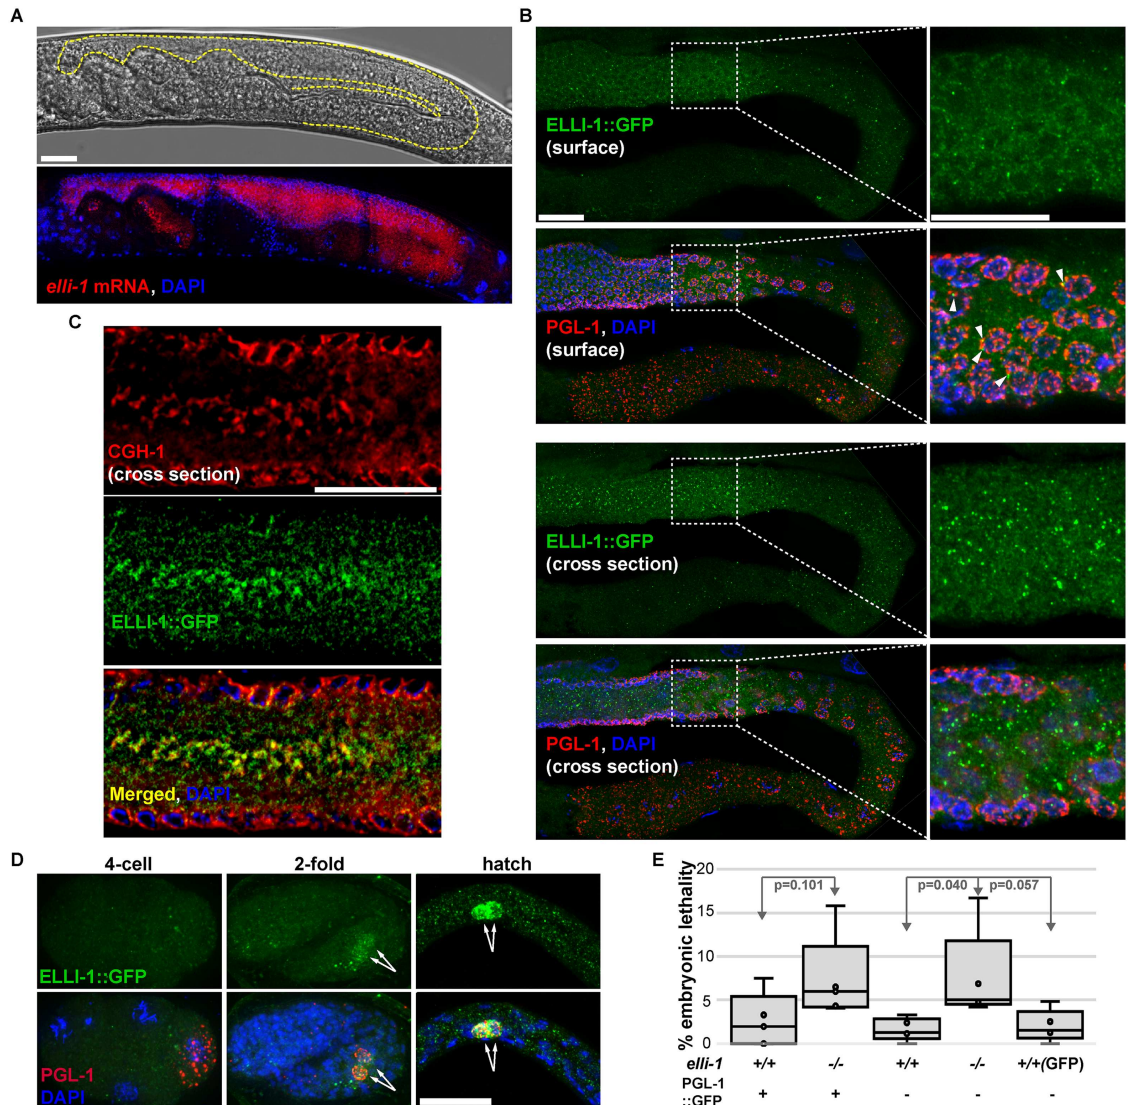 A
elli-1 mRNA, DAPI
B
ELLI-1::GFP
(surface)
PGL-1, DAPI
(surface)
ELLI-1::GFP
(cross section)
PGL-1, DAPI
(cross section)
C
CGH-1
(cross section)
ELLI-1::GFP
Merged, DAPI
D
4-cell 2-fold hatch
ELLI-1::GFP
PGL-1
DAPI
E
% embryonic lethality
20
15
10
5
0
p=0.101 p=0.040 p=0.057
elli-1 +/+ -/- +/+ -/- +/+(GFP)
PGL-1
::GFP + + - - -